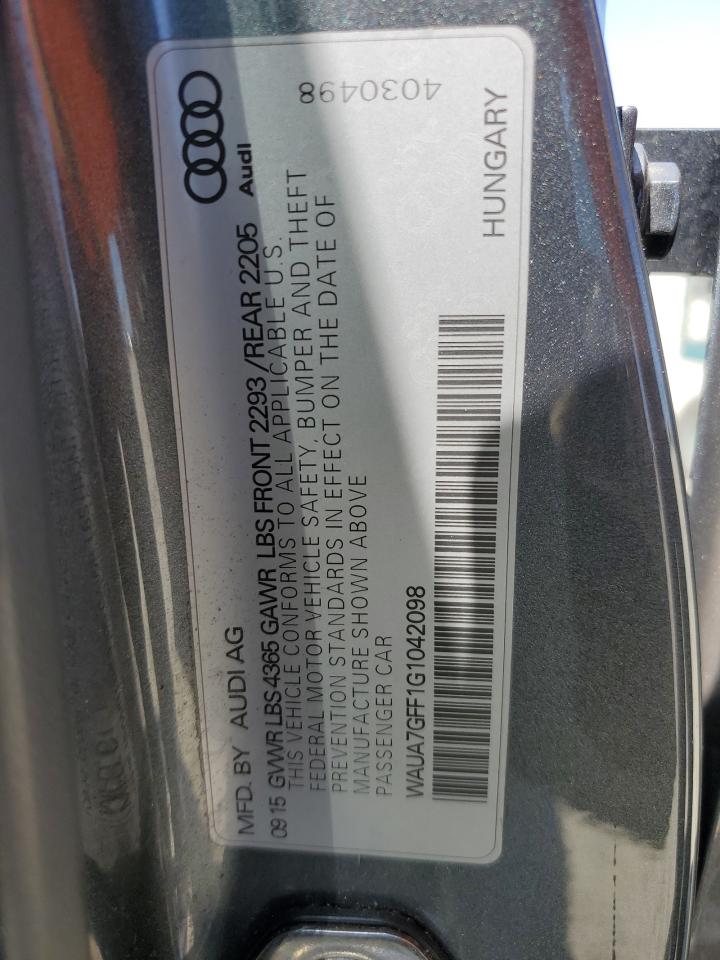 MFD. BY AUDI AG
09 15 GVWR LBS 4365 GAWR LBS FRONT 2293 /REAR 2205 Audi
THIS VEHICLE CONFORMS TO ALL APPLICABLE U.S.
FEDERAL MOTOR VEHICLE SAFETY, BUMPER AND THEFT
PREVENTION STANDARDS IN EFFECT ON THE DATE OF
MANUFACTURE SHOWN ABOVE
PASSENGER CAR
WAUA7GFF1G1042098
HUNGARY
4030498